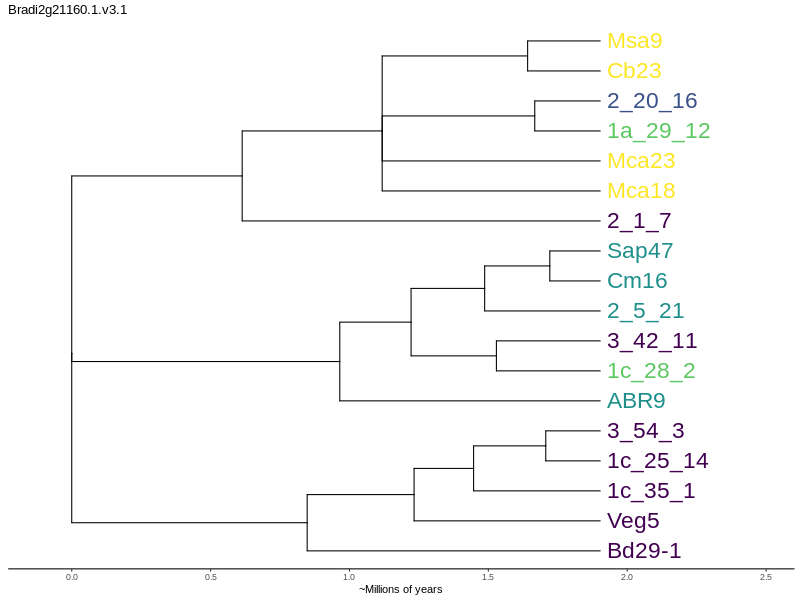 Bradi2g21160.1.v3.1
Msa9
Cb23
2_20_16
1a_29_12
Mca23
Mca18
2_1_7
Sap47
Cm16
2_5_21
3_42_11
1c_28_2
ABR9
3_54_3
1c_25_14
1c_35_1
Veg5
Bd29-1
0.0 0.5 1.0 1.5 2.0 2.5
~Millions of years